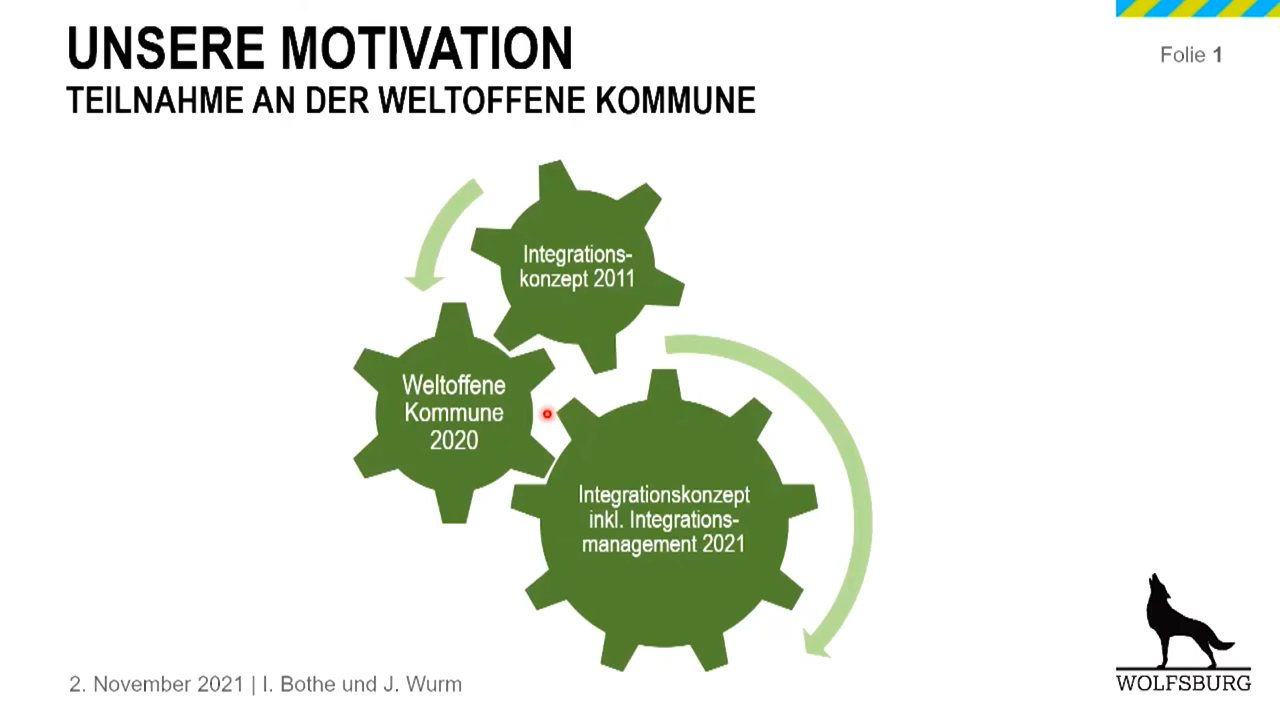 UNSERE MOTIVATION
TEILNAHME AN DER WELTOFFENE KOMMUNE
Folie 1
Integrations-
konzept 2011
Weltoffene
Kommune
2020
Integrationskonzept
inkl. Integrations-
management 2021
2. November 2021 | I. Bothe und J. Wurm
WOLFSBURG